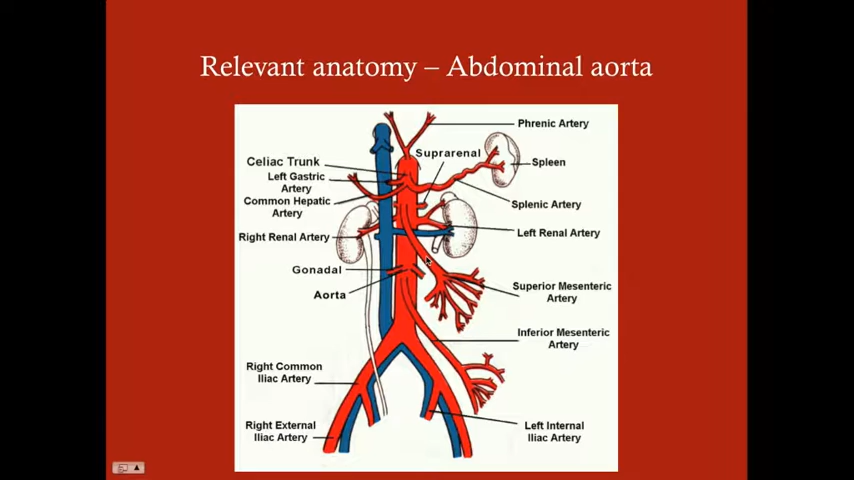 Relevant anatomy – Abdominal aorta
Phrenic Artery
Suprarenal
Celiac Trunk
Spleen
Left Gastric
Artery
Common Hepatic
Artery
Splenic Artery
Right Renal Artery
Left Renal Artery
Gonadal
Aorta
Superior Mesenteric
Artery
Inferior Mesenteric
Artery
Right Common
Iliac Artery
Right External
Iliac Artery
Left Internal
Iliac Artery